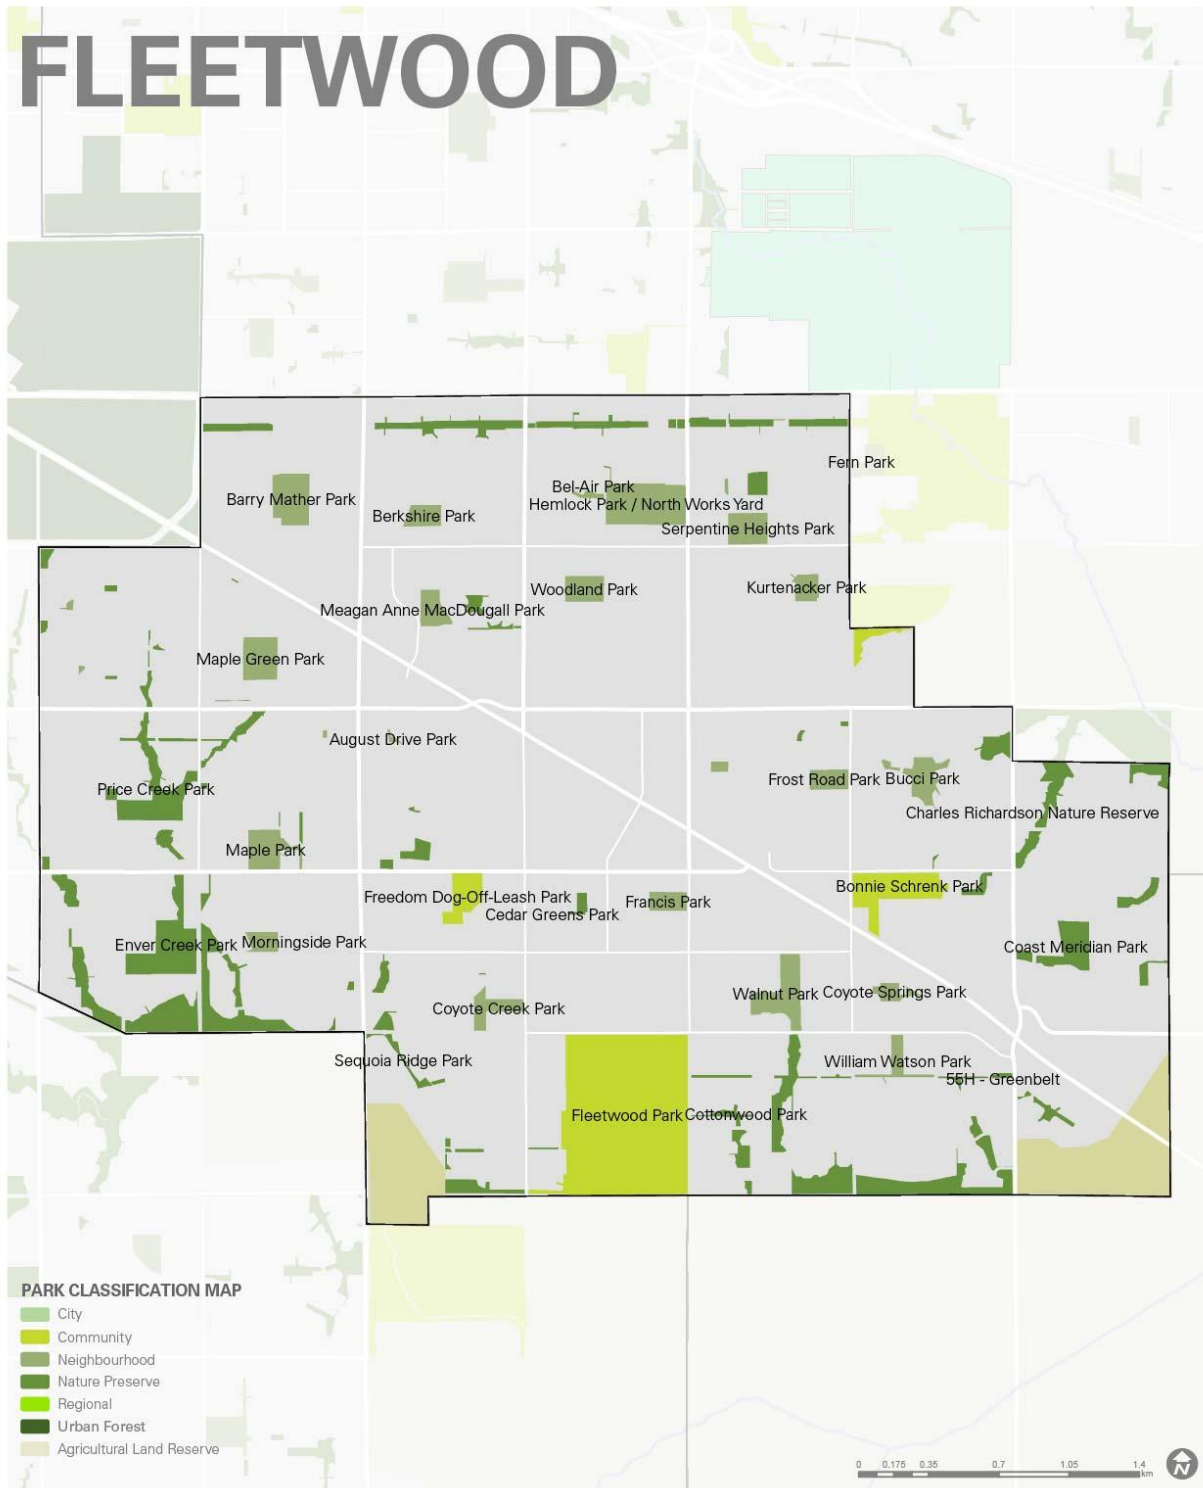 FLEETWOOD
Fern Park
Bel-Air Park
Barry Mather Park
Hemlock Park / North Works Yard
Berkshire Park
Serpentine Heights Park
Woodland Park
Kurtenacker Park
Meagan Anne MacDougall Park
Maple Green Park
August Drive Park
Frost Road Park
Bucci Park
Price Creek Park
Charles Richardson Nature Reserve
Maple Park
Bonnie Schrenk Park
Freedom Dog-Off-Leash Park
Francis Park
Cedar Greens Park
Enver Creek Park
Morningside Park
Coast Meridian Park
Walnut Park
Coyote Springs Park
Coyote Creek Park
Sequoia Ridge Park
William Watson Park
55H - Greenbelt
Fleetwood Park
Cottonwood Park
PARK CLASSIFICATION MAP
City
Community
Neighbourhood
Nature Preserve
Regional
Urban Forest
Agricultural Land Reserve
0 0.175 0.35 0.7 1.05 1.4
km
N